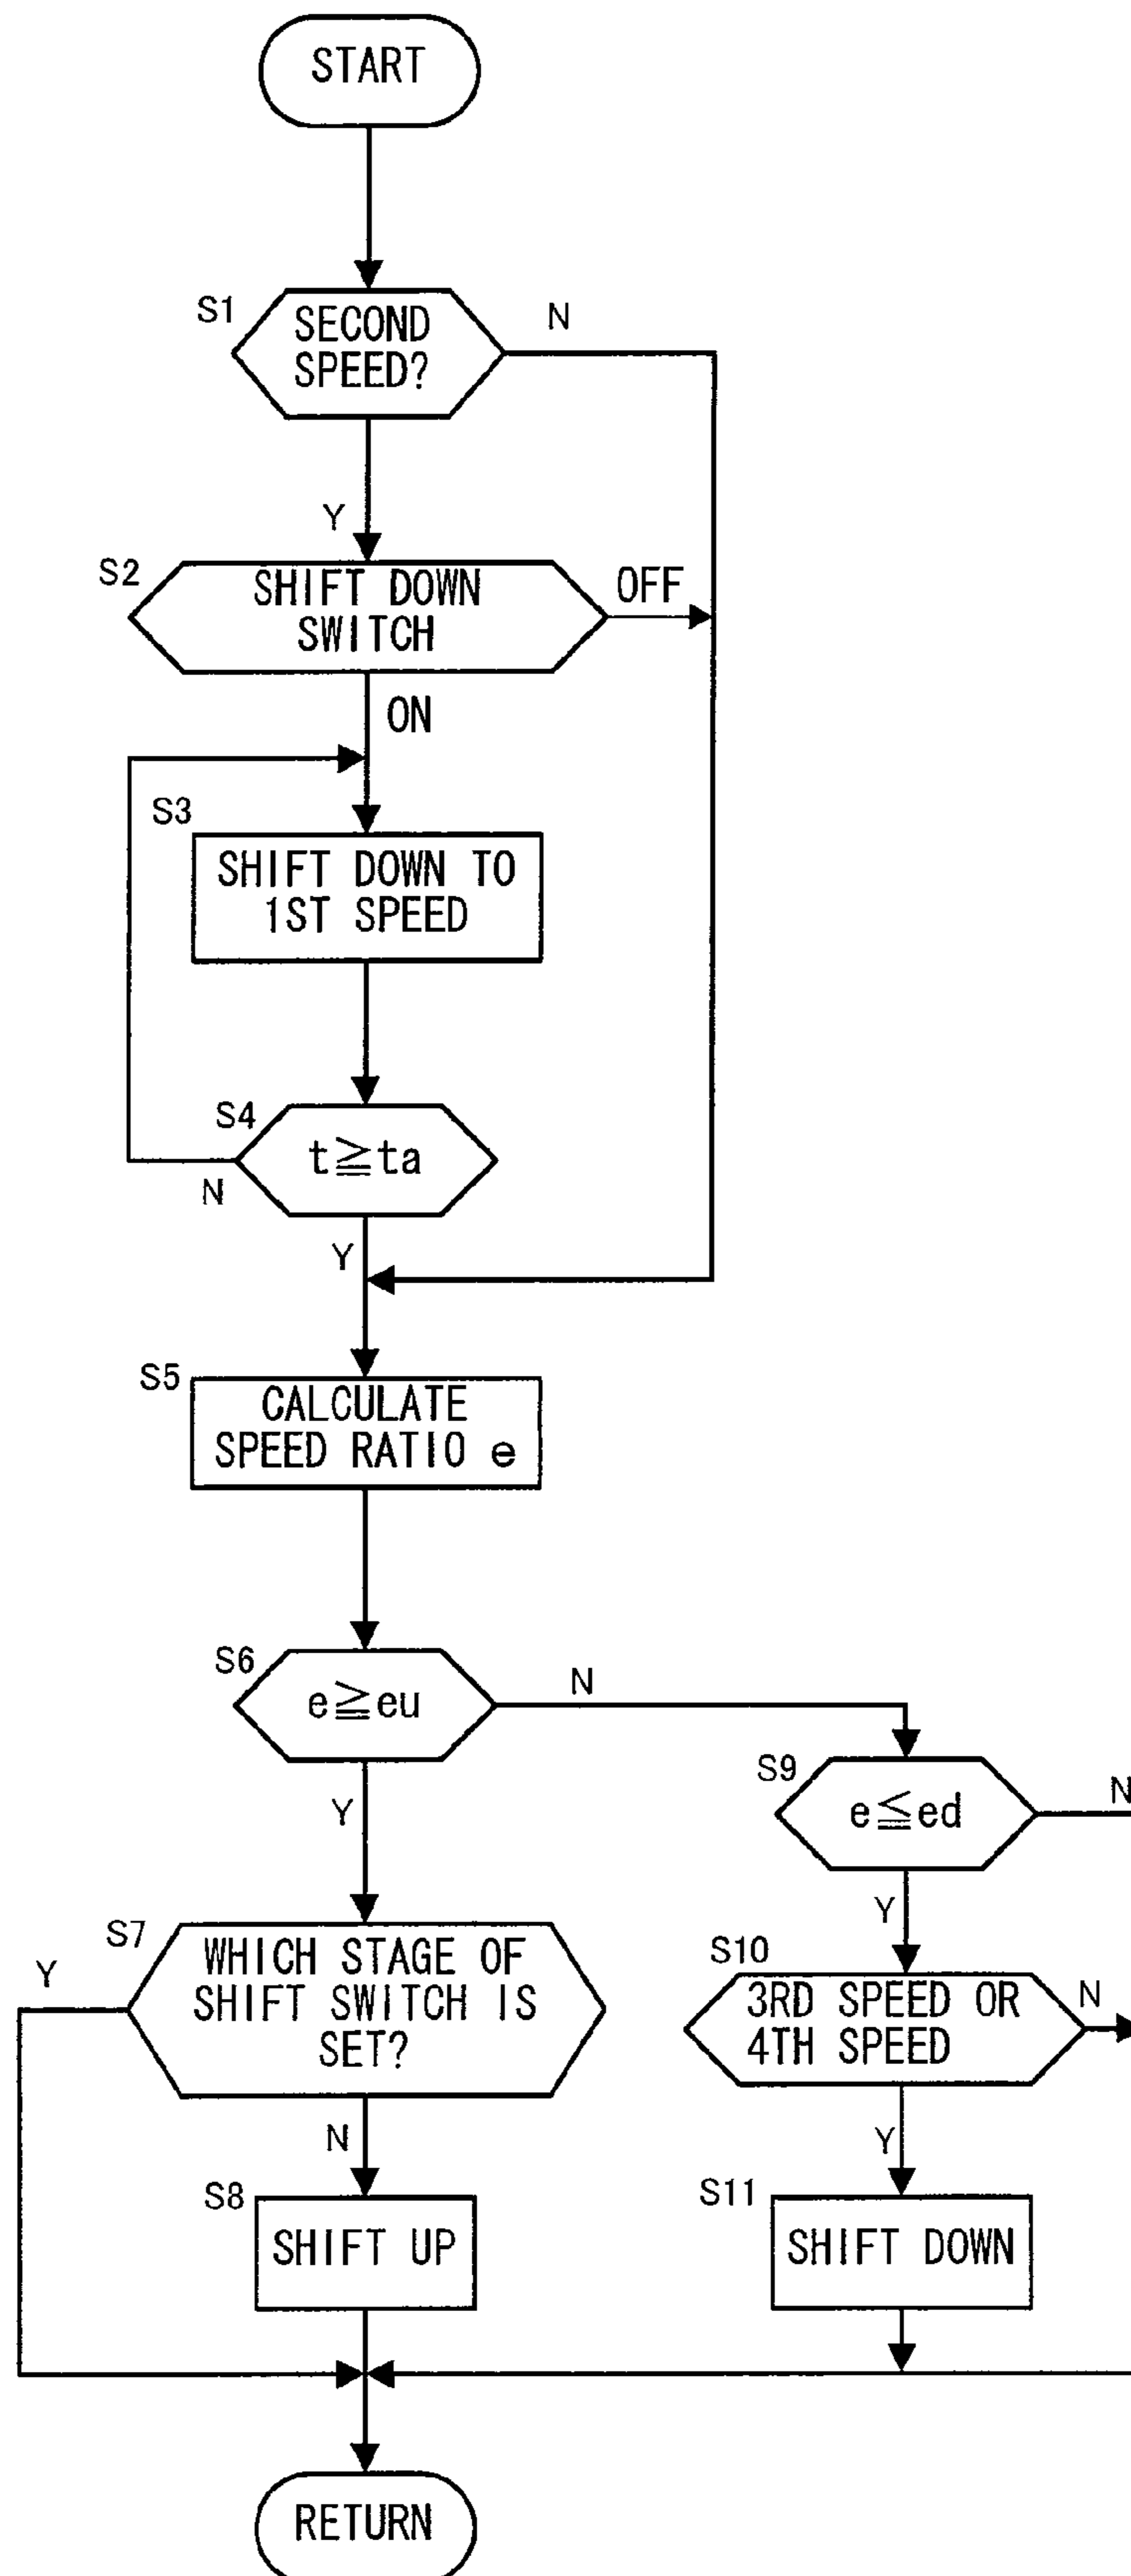 START
S1
SECOND
SPEED?
N
Y
S2
SHIFT DOWN
SWITCH
OFF
ON
S3
SHIFT DOWN TO
1ST SPEED
S4
t≧ta
N
Y
S5
CALCULATE
SPEED RATIO e
S6
e≧eu
N
Y
S9
e≦ed
N
Y
S7
WHICH STAGE OF
SHIFT SWITCH IS
SET?
Y
N
S10
3RD SPEED OR
4TH SPEED
N
Y
S8
SHIFT UP
S11
SHIFT DOWN
RETURN